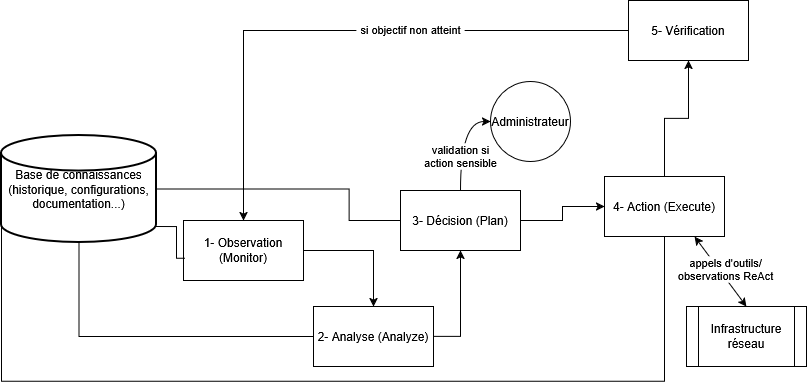 si objectif non atteint
5- Vérification
Administrateur
validation si
action sensible
Base de connaissances
(historique, configurations,
documentation...)
3- Décision (Plan)
4- Action (Execute)
1- Observation
(Monitor)
appels d'outils/
observations ReAct
2- Analyse (Analyze)
Infrastructure
réseau